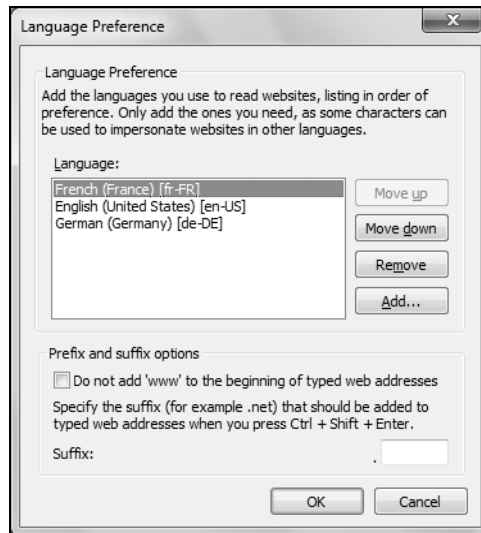 Language Preference
x
Language Preference
Add the languages you use to read websites, listing in order of
preference. Only add the ones you need, as some characters can
be used to impersonate websites in other languages.
Language:
French (France) [fr-FR]
English (United States) [en-US]
German (Germany) [de-DE]
Move up
Move down
Remove
Add...
Prefix and suffix options
Do not add 'www' to the beginning of typed web addresses
Specify the suffix (for example .net) that should be added to
typed web addresses when you press Ctrl + Shift + Enter.
Suffix:
.
OK
Cancel